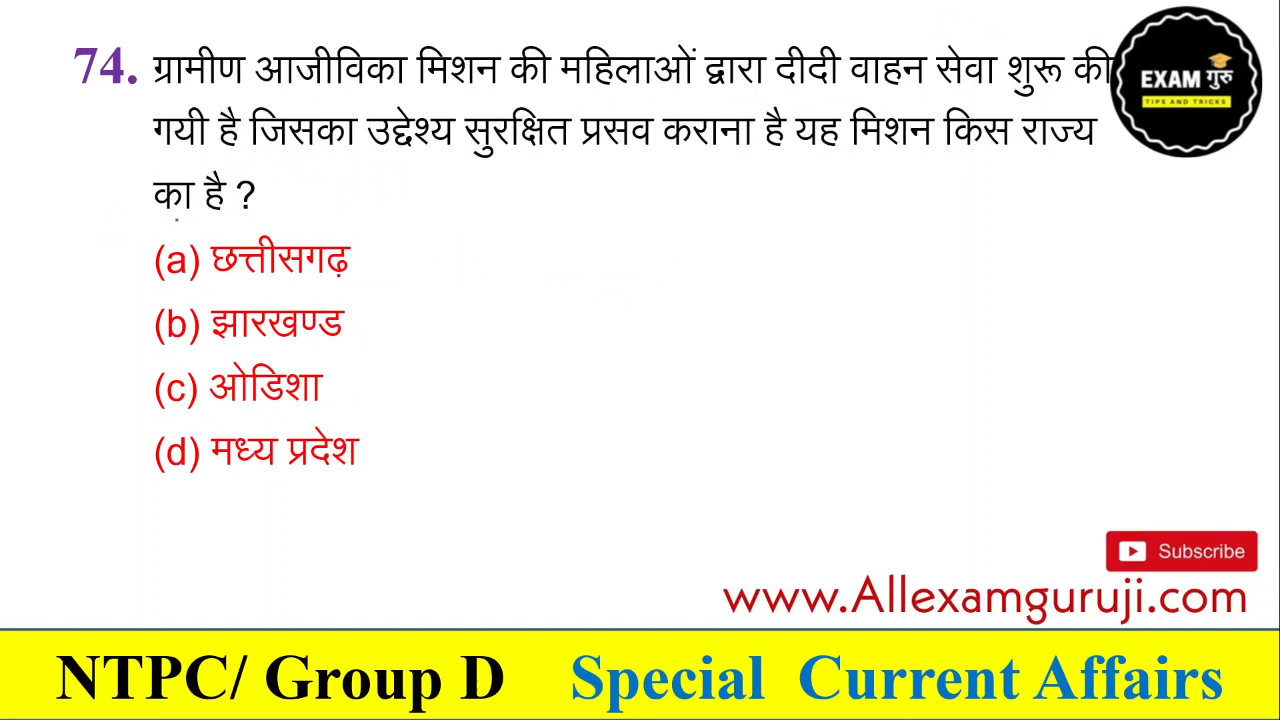 74. ग्रामीण आजीविका मिशन की महिलाओं द्वारा दीदी वाहन सेवा शुरू की
गयी है जिसका उद्देश्य सुरक्षित प्रसव कराना है यह मिशन किस राज्य
का है ?
(a) छत्तीसगढ़
(b) झारखण्ड
(c) ओडिशा
(d) मध्य प्रदेश
EXAM गुरु
TIPS AND TRICKS
Subscribe
www.Allexamguruji.com
NTPC/ Group D Special Current Affairs